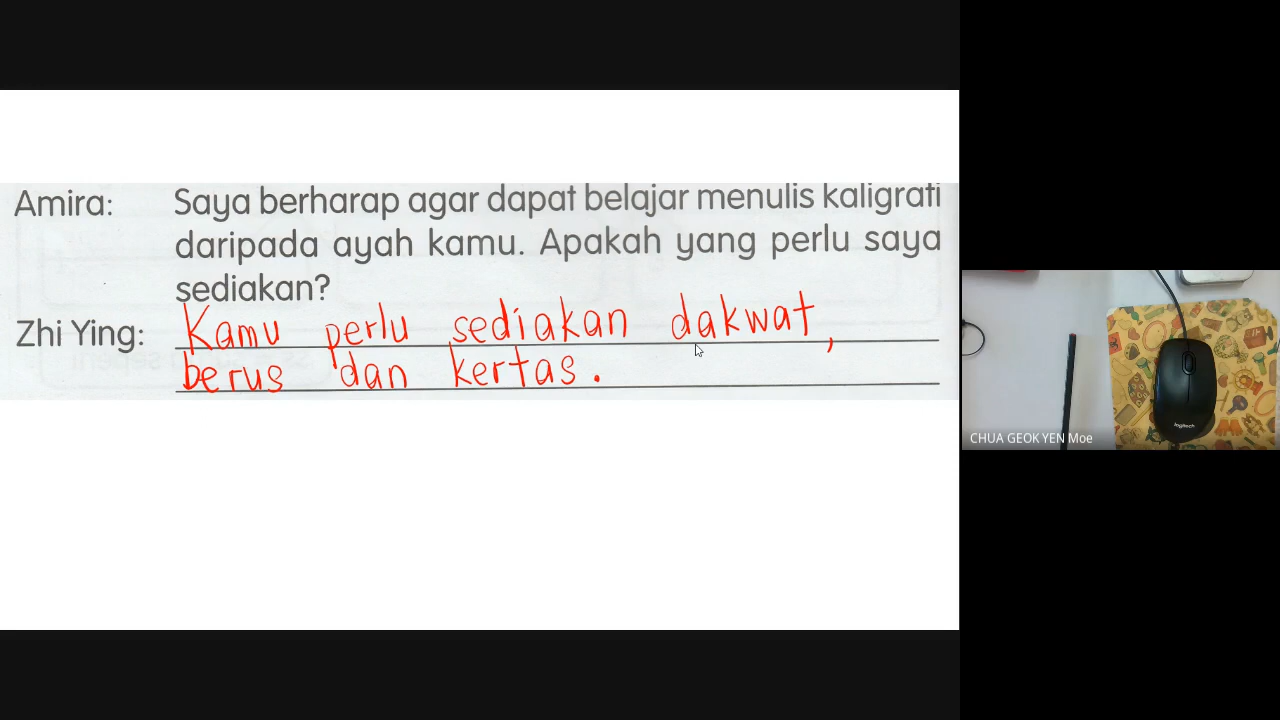 Amira: Saya berharap agar dapat belajar menulis kaligrafi
daripada ayah kamu. Apakah yang perlu saya
sediakan?
Zhi Ying: Kamu perlu sediakan dakwat,
berus dan kertas.
CHUA GEOK YEN Moe
logitech